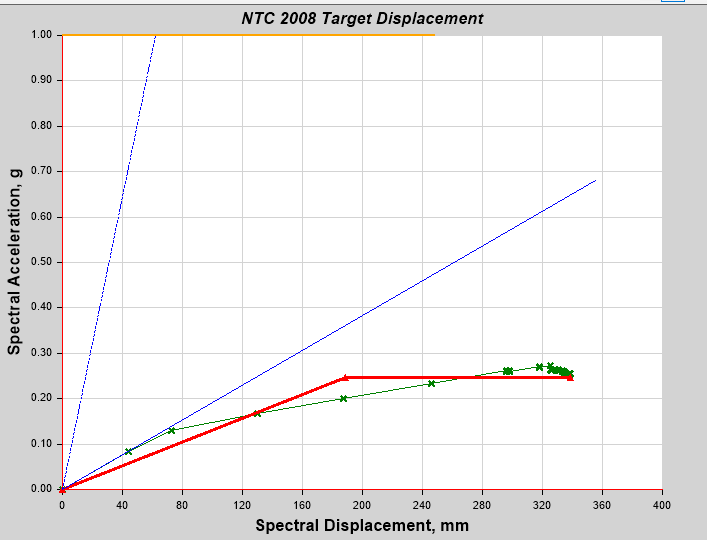 NTC 2008 Target Displacement
1.00
0.90
0.80
0.70
0.60
0.50
0.40
0.30
0.20
0.10
0.00
Spectral Acceleration, g
0 40 80 120 160 200 240 280 320 360 400
Spectral Displacement, mm